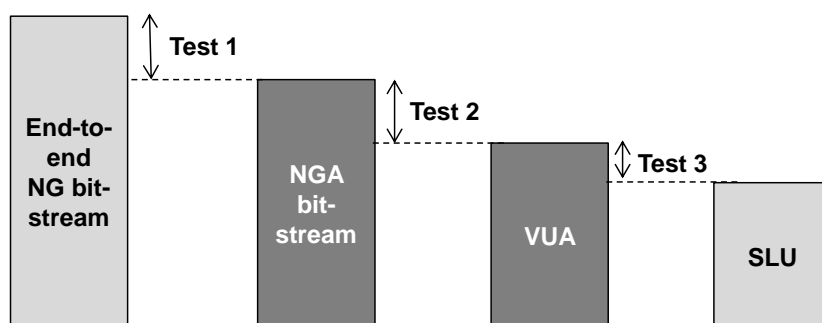 Test 1
End-to-
end
NG bit-
stream
Test 2
NGA
bit-
stream
Test 3
VUA
SLU